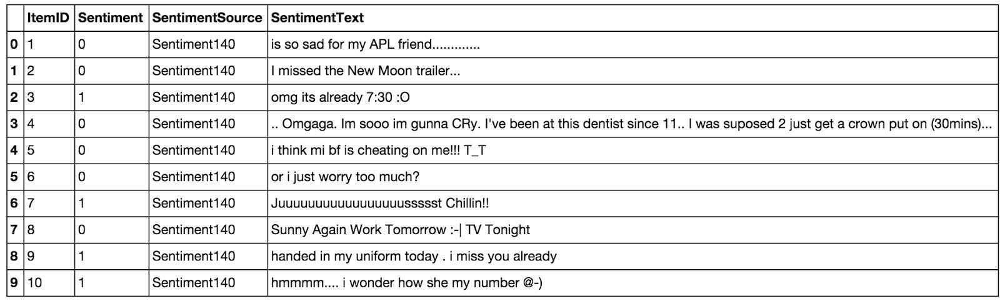 ItemID Sentiment SentimentSource SentimentText
0 1 0 Sentiment140 is so sad for my APL friend.............
1 2 0 Sentiment140 I missed the New Moon trailer...
2 3 1 Sentiment140 omg its already 7:30 :O
3 4 0 Sentiment140 .. Omgaga. Im sooo im gunna CRy. I've been at this dentist since 11.. I was suposed 2 just get a crown put on (30mins)...
4 5 0 Sentiment140 i think mi bf is cheating on me!!! T_T
5 6 0 Sentiment140 or i just worry too much?
6 7 1 Sentiment140 Juuuuuuuuuuuuuuuuussssst Chillin!!
7 8 0 Sentiment140 Sunny Again Work Tomorrow :-| TV Tonight
8 9 1 Sentiment140 handed in my uniform today . i miss you already
9 10 1 Sentiment140 hmmmm.... i wonder how she my number @-)